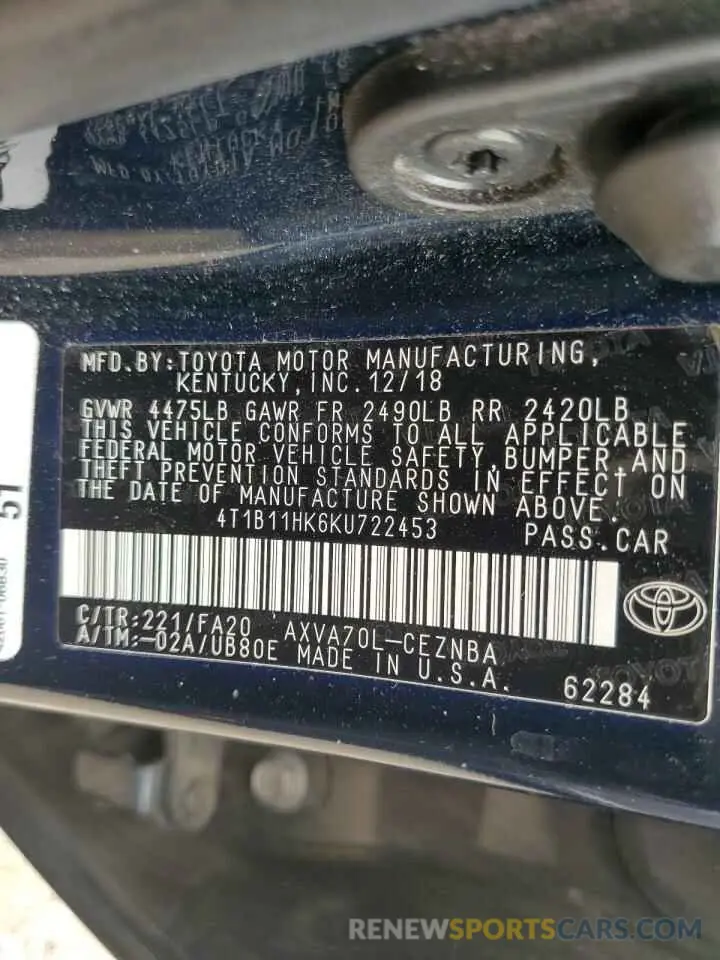 MFD. BY: TOYOTA MOTOR MANUFACTURING,
KENTUCKY, INC. 12/18
GVWR 4475LB GAWR FR 2490LB RR 2420LB
THIS VEHICLE CONFORMS TO ALL APPLICABLE
FEDERAL MOTOR VEHICLE SAFETY, BUMPER, AND
THEFT PREVENTION STANDARDS IN EFFECT ON
THE DATE OF MANUFACTURE SHOWN ABOVE.
4T1B11HK6KU722453 PASS. CAR
C/TR: 221/FA20 AXVA70L-CEZNBA
A/TM: -02A/UB80E MADE IN U.S.A. 62284
51
RENEWSPORTSCARS.COM